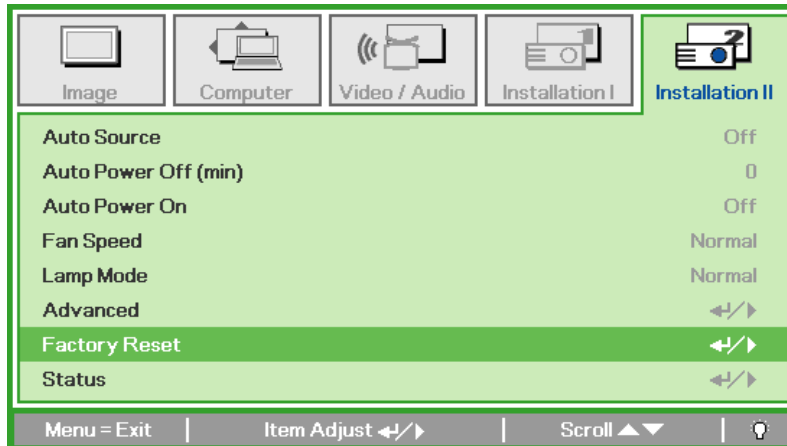 Image Computer Video / Audio Installation I Installation II
Auto Source Off
Auto Power Off (min) 0
Auto Power On Off
Fan Speed Normal
Lamp Mode Normal
Advanced ↵/▶
Factory Reset ↵/▶
Status ↵/▶
Menu = Exit | Item Adjust ↵/▶ | Scroll ▲▼ |